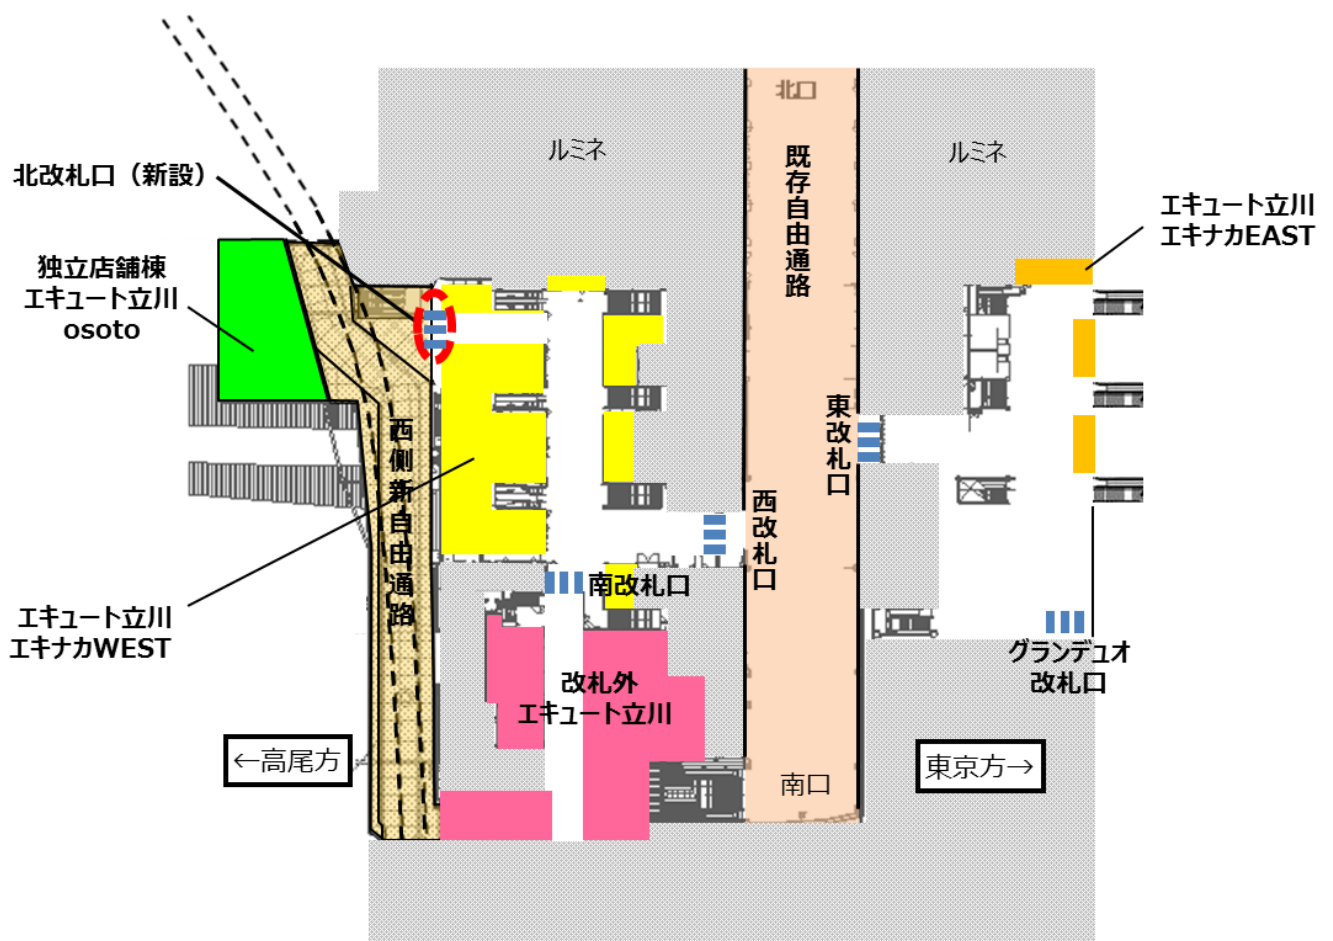 北口
ルミネ
ルミネ
既存自由通路
北改札口（新設）
エキュート立川
エキナカEAST
独立店舗棟
エキュート立川
osoto
東改札口
西側新自由通路
西改札口
南改札口
エキュート立川
エキナカWEST
グランデュオ
改札口
改札外
エキュート立川
←高尾方
東京方→
南口